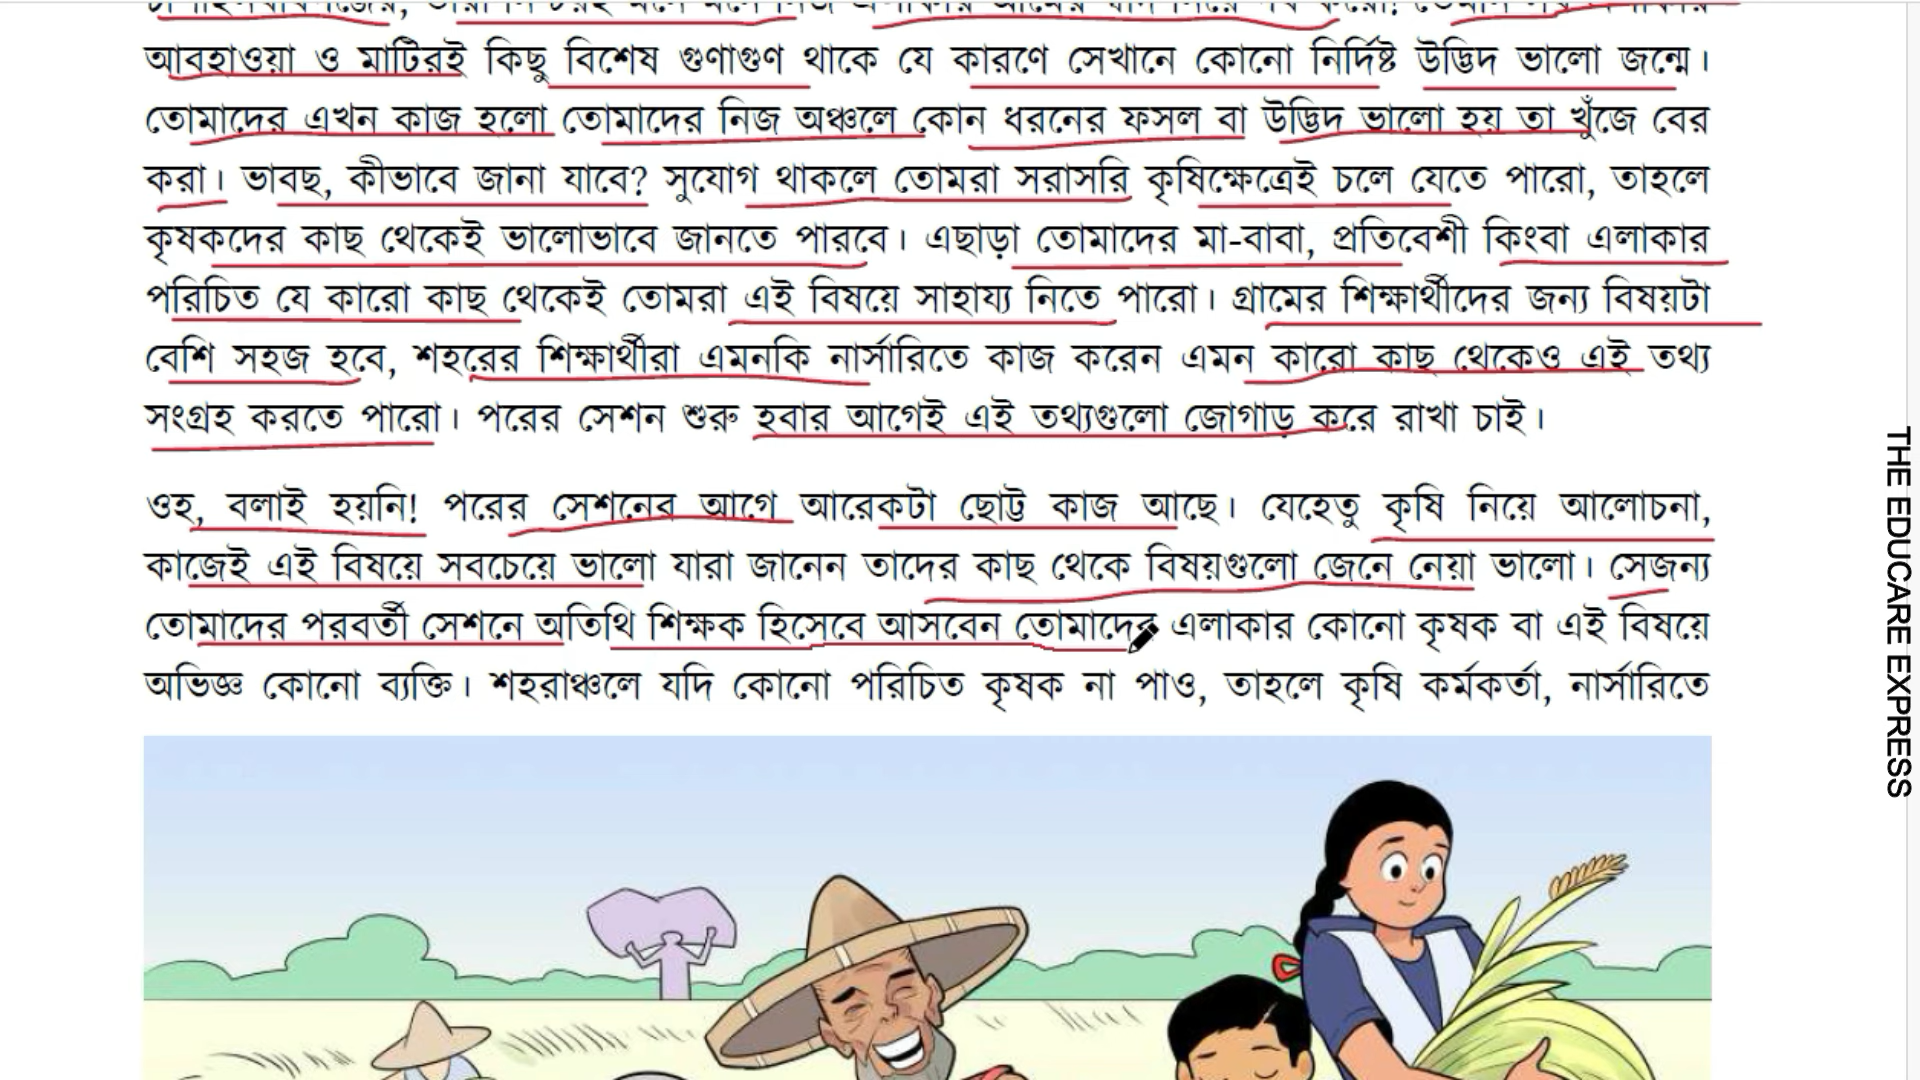 আবহাওয়া ও মাটিরই কিছু বিশেষ গুণাগুণ থাকে যে কারণে সেখানে কোনো নির্দিষ্ট উদ্ভিদ ভালো জন্মে।
তোমাদের এখন কাজ হলো তোমাদের নিজ অঞ্চলে কোন ধরনের ফসল বা উদ্ভিদ ভালো হয় তা খুঁজে বের
করা। ভাবছ, কীভাবে জানা যাবে? সুযোগ থাকলে তোমরা সরাসরি কৃষিক্ষেত্রেই চলে যেতে পারো, তাহলে
কৃষকদের কাছ থেকেই ভালোভাবে জানতে পারবে। এছাড়া তোমাদের মা-বাবা, প্রতিবেশী কিংবা এলাকার
পরিচিত যে কারো কাছ থেকেই তোমরা এই বিষয়ে সাহায্য নিতে পারো। গ্রামের শিক্ষার্থীদের জন্য বিষয়টা
বেশি সহজ হবে, শহরের শিক্ষার্থীরা এমনকি নার্সারিতে কাজ করেন এমন কারো কাছ থেকেও এই তথ্য
সংগ্রহ করতে পারো। পরের সেশন শুরু হবার আগেই এই তথ্যগুলো জোগাড় করে রাখা চাই।
ওহ, বলাই হয়নি! পরের সেশনের আগে আরেকটা ছোট্ট কাজ আছে। যেহেতু কৃষি নিয়ে আলোচনা,
কাজেই এই বিষয়ে সবচেয়ে ভালো যারা জানেন তাদের কাছ থেকে বিষয়গুলো জেনে নেয়া ভালো। সেজন্য
তোমাদের পরবর্তী সেশনে অতিথি শিক্ষক হিসেবে আসবেন তোমাদের এলাকার কোনো কৃষক বা এই বিষয়ে
অভিজ্ঞ কোনো ব্যক্তি। শহরাঞ্চলে যদি কোনো পরিচিত কৃষক না পাও, তাহলে কৃষি কর্মকর্তা, নার্সারিতে
THE EDUCARE EXPRESS